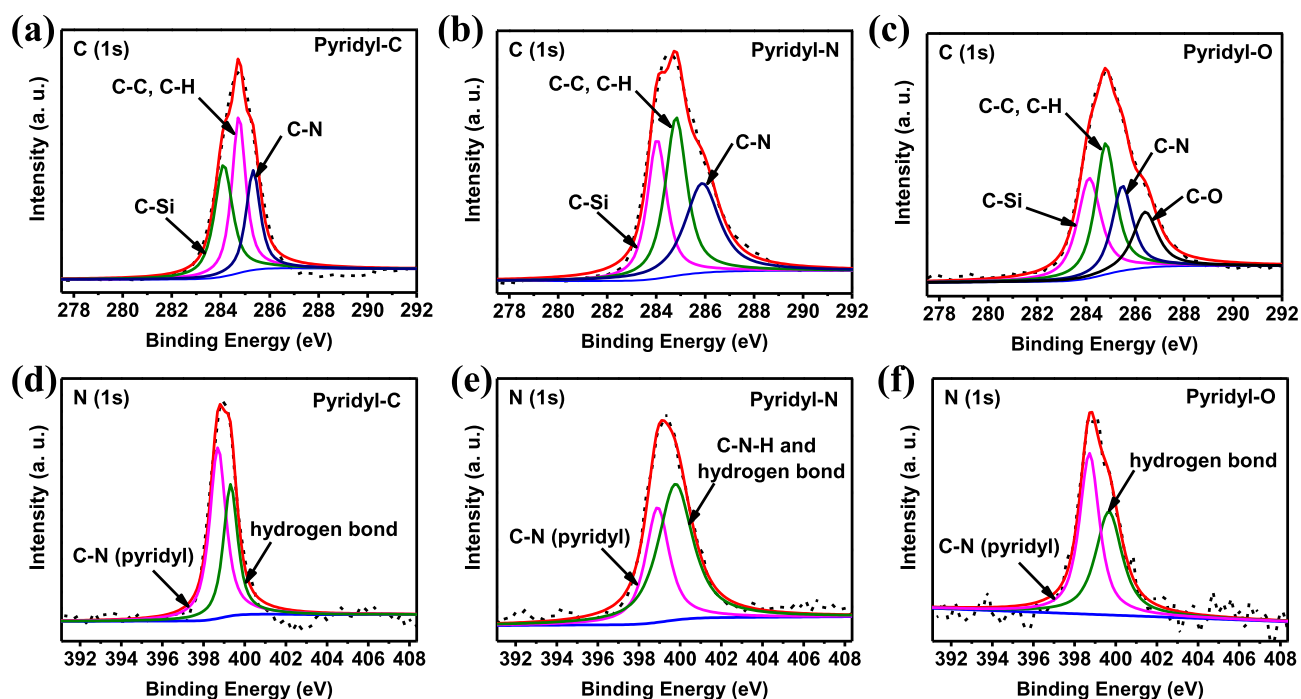 (a)
C (1s)
Pyridyl-C
C-C, C-H
C-N
C-Si
Intensity (a. u.)
278 280 282 284 286 288 290 292
Binding Energy (eV)
(b)
C (1s)
Pyridyl-N
C-C, C-H
C-N
C-Si
Intensity (a. u.)
278 280 282 284 286 288 290 292
Binding Energy (eV)
(c)
C (1s)
Pyridyl-O
C-C, C-H
C-N
C-O
C-Si
Intensity (a. u.)
278 280 282 284 286 288 290 292
Binding Energy (eV)
(d)
N (1s)
Pyridyl-C
hydrogen bond
C-N (pyridyl)
Intensity (a. u.)
392 394 396 398 400 402 404 406 408
Binding Energy (eV)
(e)
N (1s)
Pyridyl-N
C-N-H and
hydrogen bond
C-N (pyridyl)
Intensity (a. u.)
392 394 396 398 400 402 404 406 408
Binding Energy (eV)
(f)
N (1s)
Pyridyl-O
hydrogen bond
C-N (pyridyl)
Intensity (a. u.)
392 394 396 398 400 402 404 406 408
Binding Energy (eV)